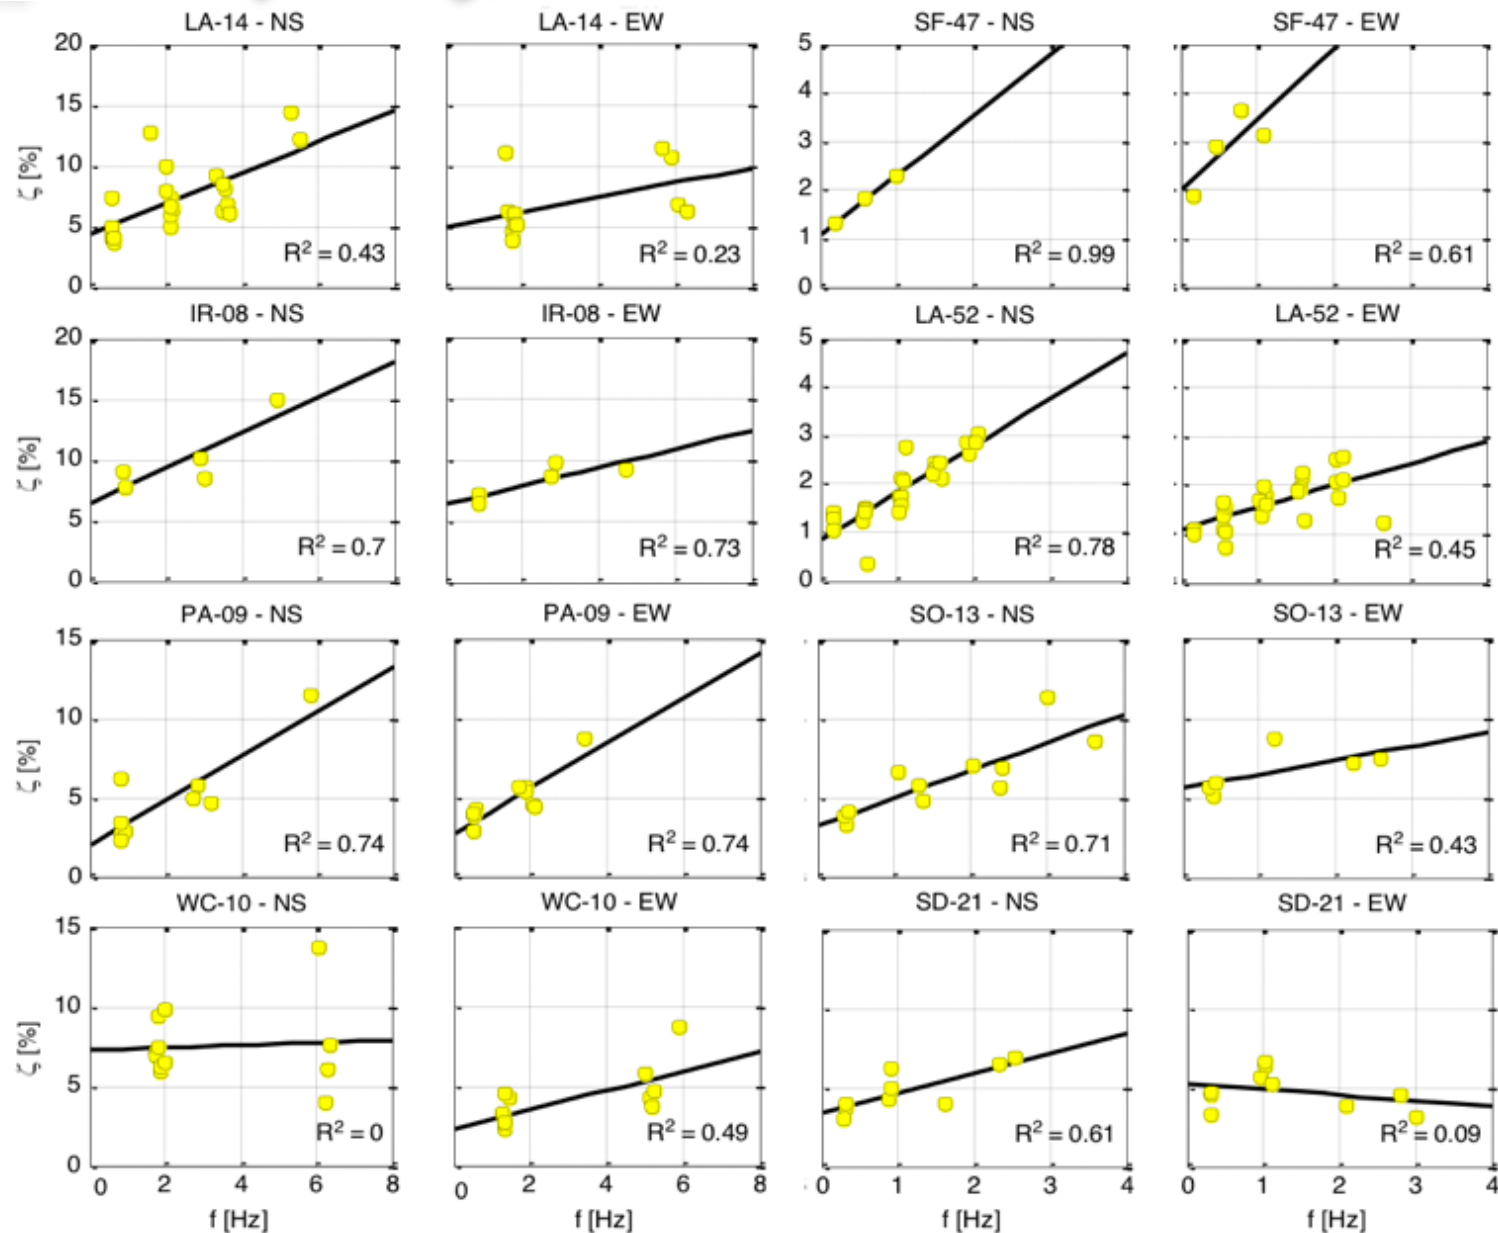 LA-14 - NS LA-14 - EW SF-47 - NS SF-47 - EW
20 5
15 4
ζ [%] 10 3
2
5 1
0 0
R² = 0.43 R² = 0.23 R² = 0.99 R² = 0.61
IR-08 - NS IR-08 - EW LA-52 - NS LA-52 - EW
20 5
15 4
ζ [%] 10 3
2
5 1
0 0
R² = 0.7 R² = 0.73 R² = 0.78 R² = 0.45
PA-09 - NS PA-09 - EW SO-13 - NS SO-13 - EW
15
10
ζ [%]
5
0
R² = 0.74 R² = 0.74 R² = 0.71 R² = 0.43
WC-10 - NS WC-10 - EW SD-21 - NS SD-21 - EW
15
10
ζ [%]
5
0
R² = 0 R² = 0.49 R² = 0.61 R² = 0.09
0 2 4 6 8 0 2 4 6 8 0 1 2 3 4 0 1 2 3 4
f [Hz] f [Hz] f [Hz] f [Hz]